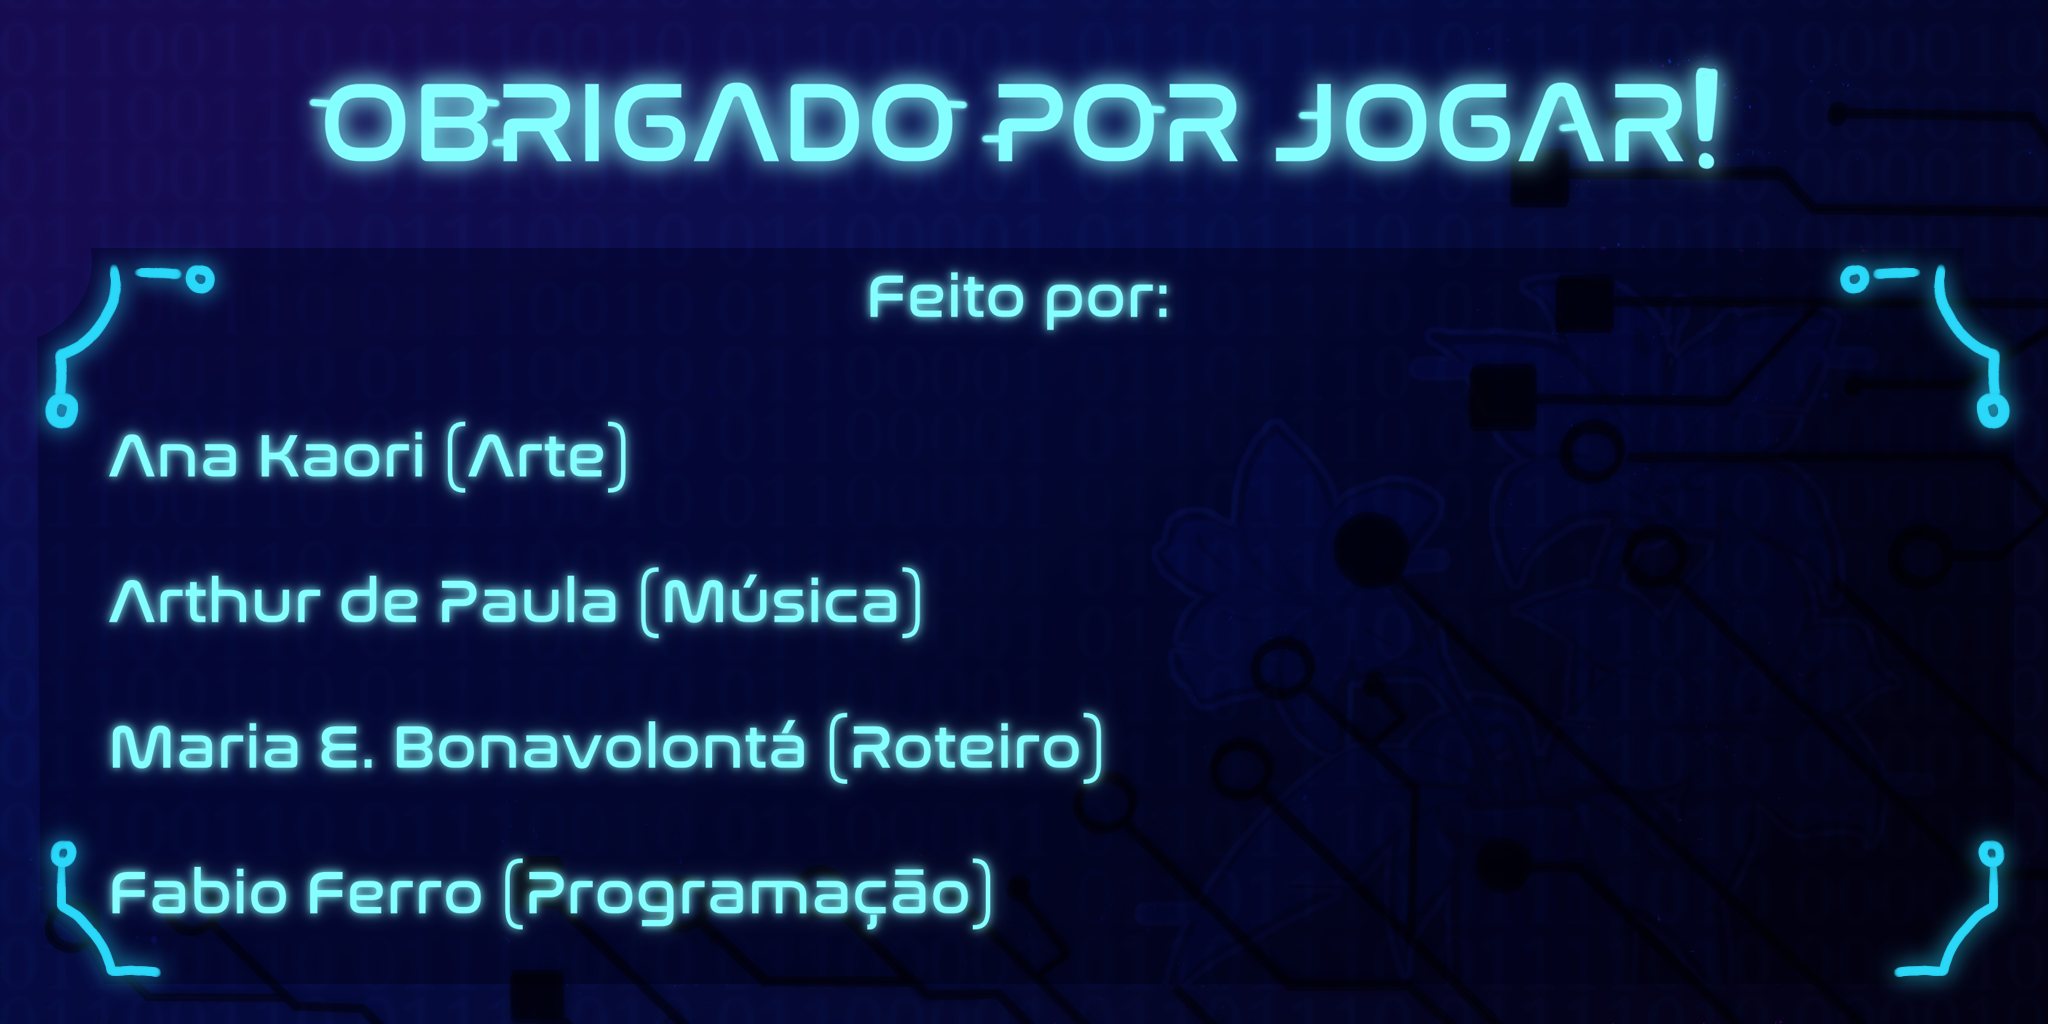 OBRIGADO POR JOGAR!
Feito por:
Ana Kaori (Arte)
Arthur de Paula (Música)
Maria E. Bonavolontá (Roteiro)
Fabio Ferro (Programação)